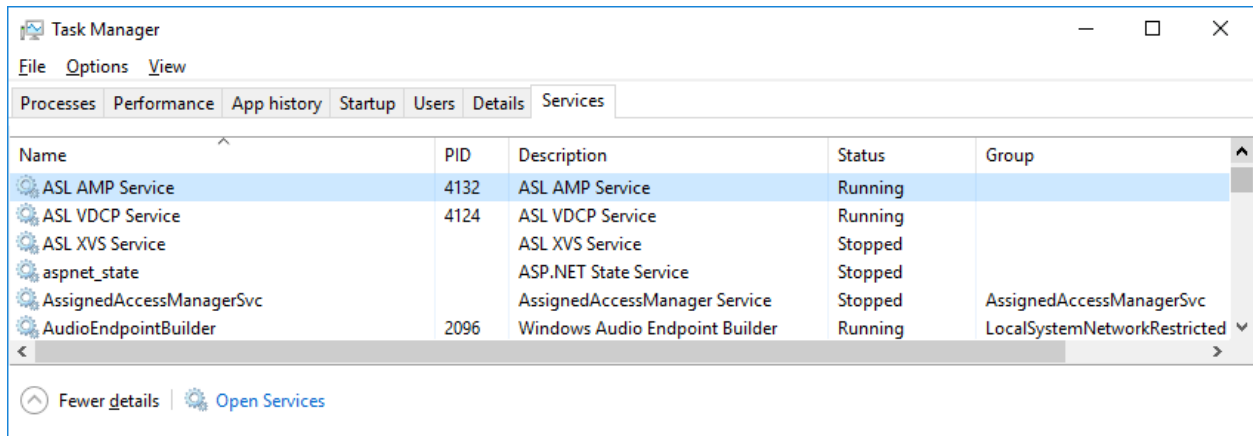 Task Manager
File Options View
Processes Performance App history Startup Users Details Services
Name PID Description Status Group
ASL AMP Service 4132 ASL AMP Service Running
ASL VDCP Service 4124 ASL VDCP Service Running
ASL XVS Service ASL XVS Service Stopped
aspnet_state ASP.NET State Service Stopped
AssignedAccessManagerSvc AssignedAccessManager Service Stopped AssignedAccessManagerSvc
AudioEndpointBuilder 2096 Windows Audio Endpoint Builder Running LocalSystemNetworkRestricted
Fewer details Open Services